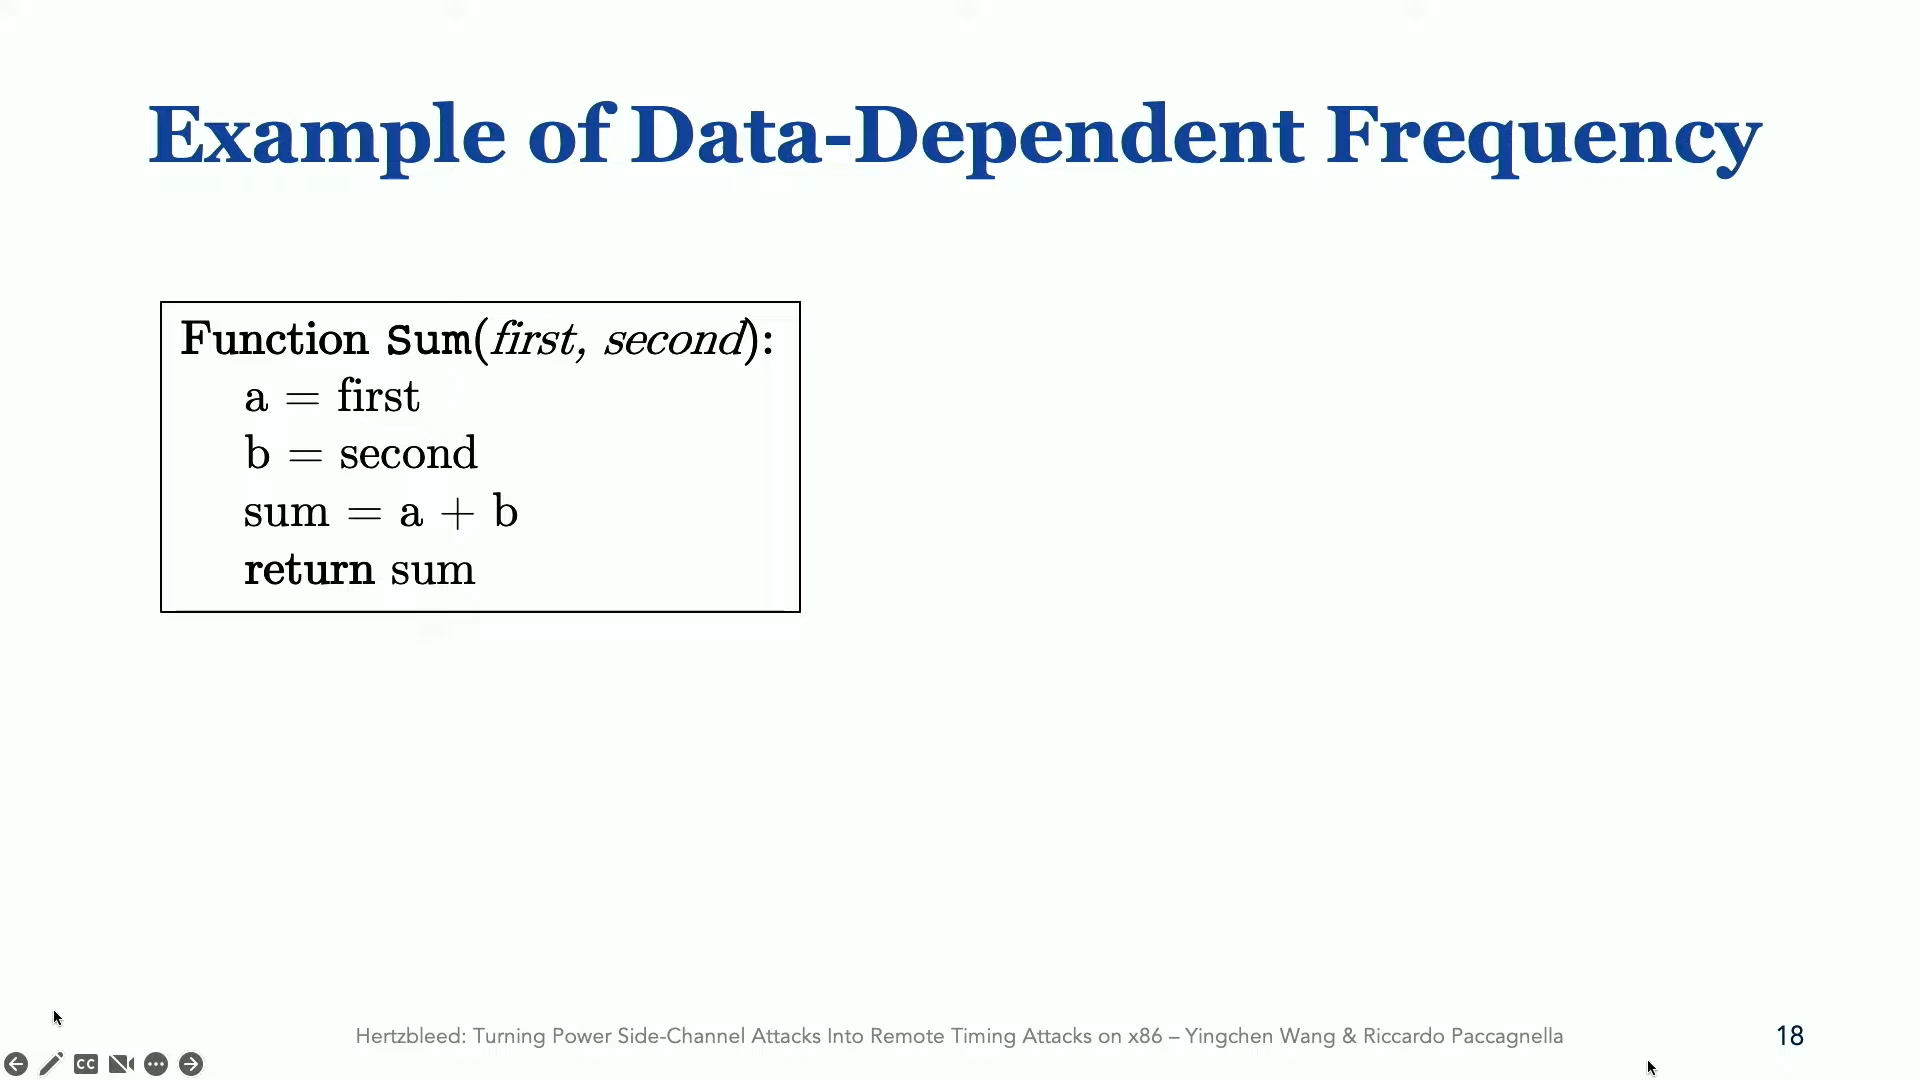 Example of Data-Dependent Frequency
Function Sum(first, second):
a = first
b = second
sum = a + b
return sum
Hertzbleed: Turning Power Side-Channel Attacks Into Remote Timing Attacks on x86 – Yingchen Wang & Riccardo Paccagnella
18
CC